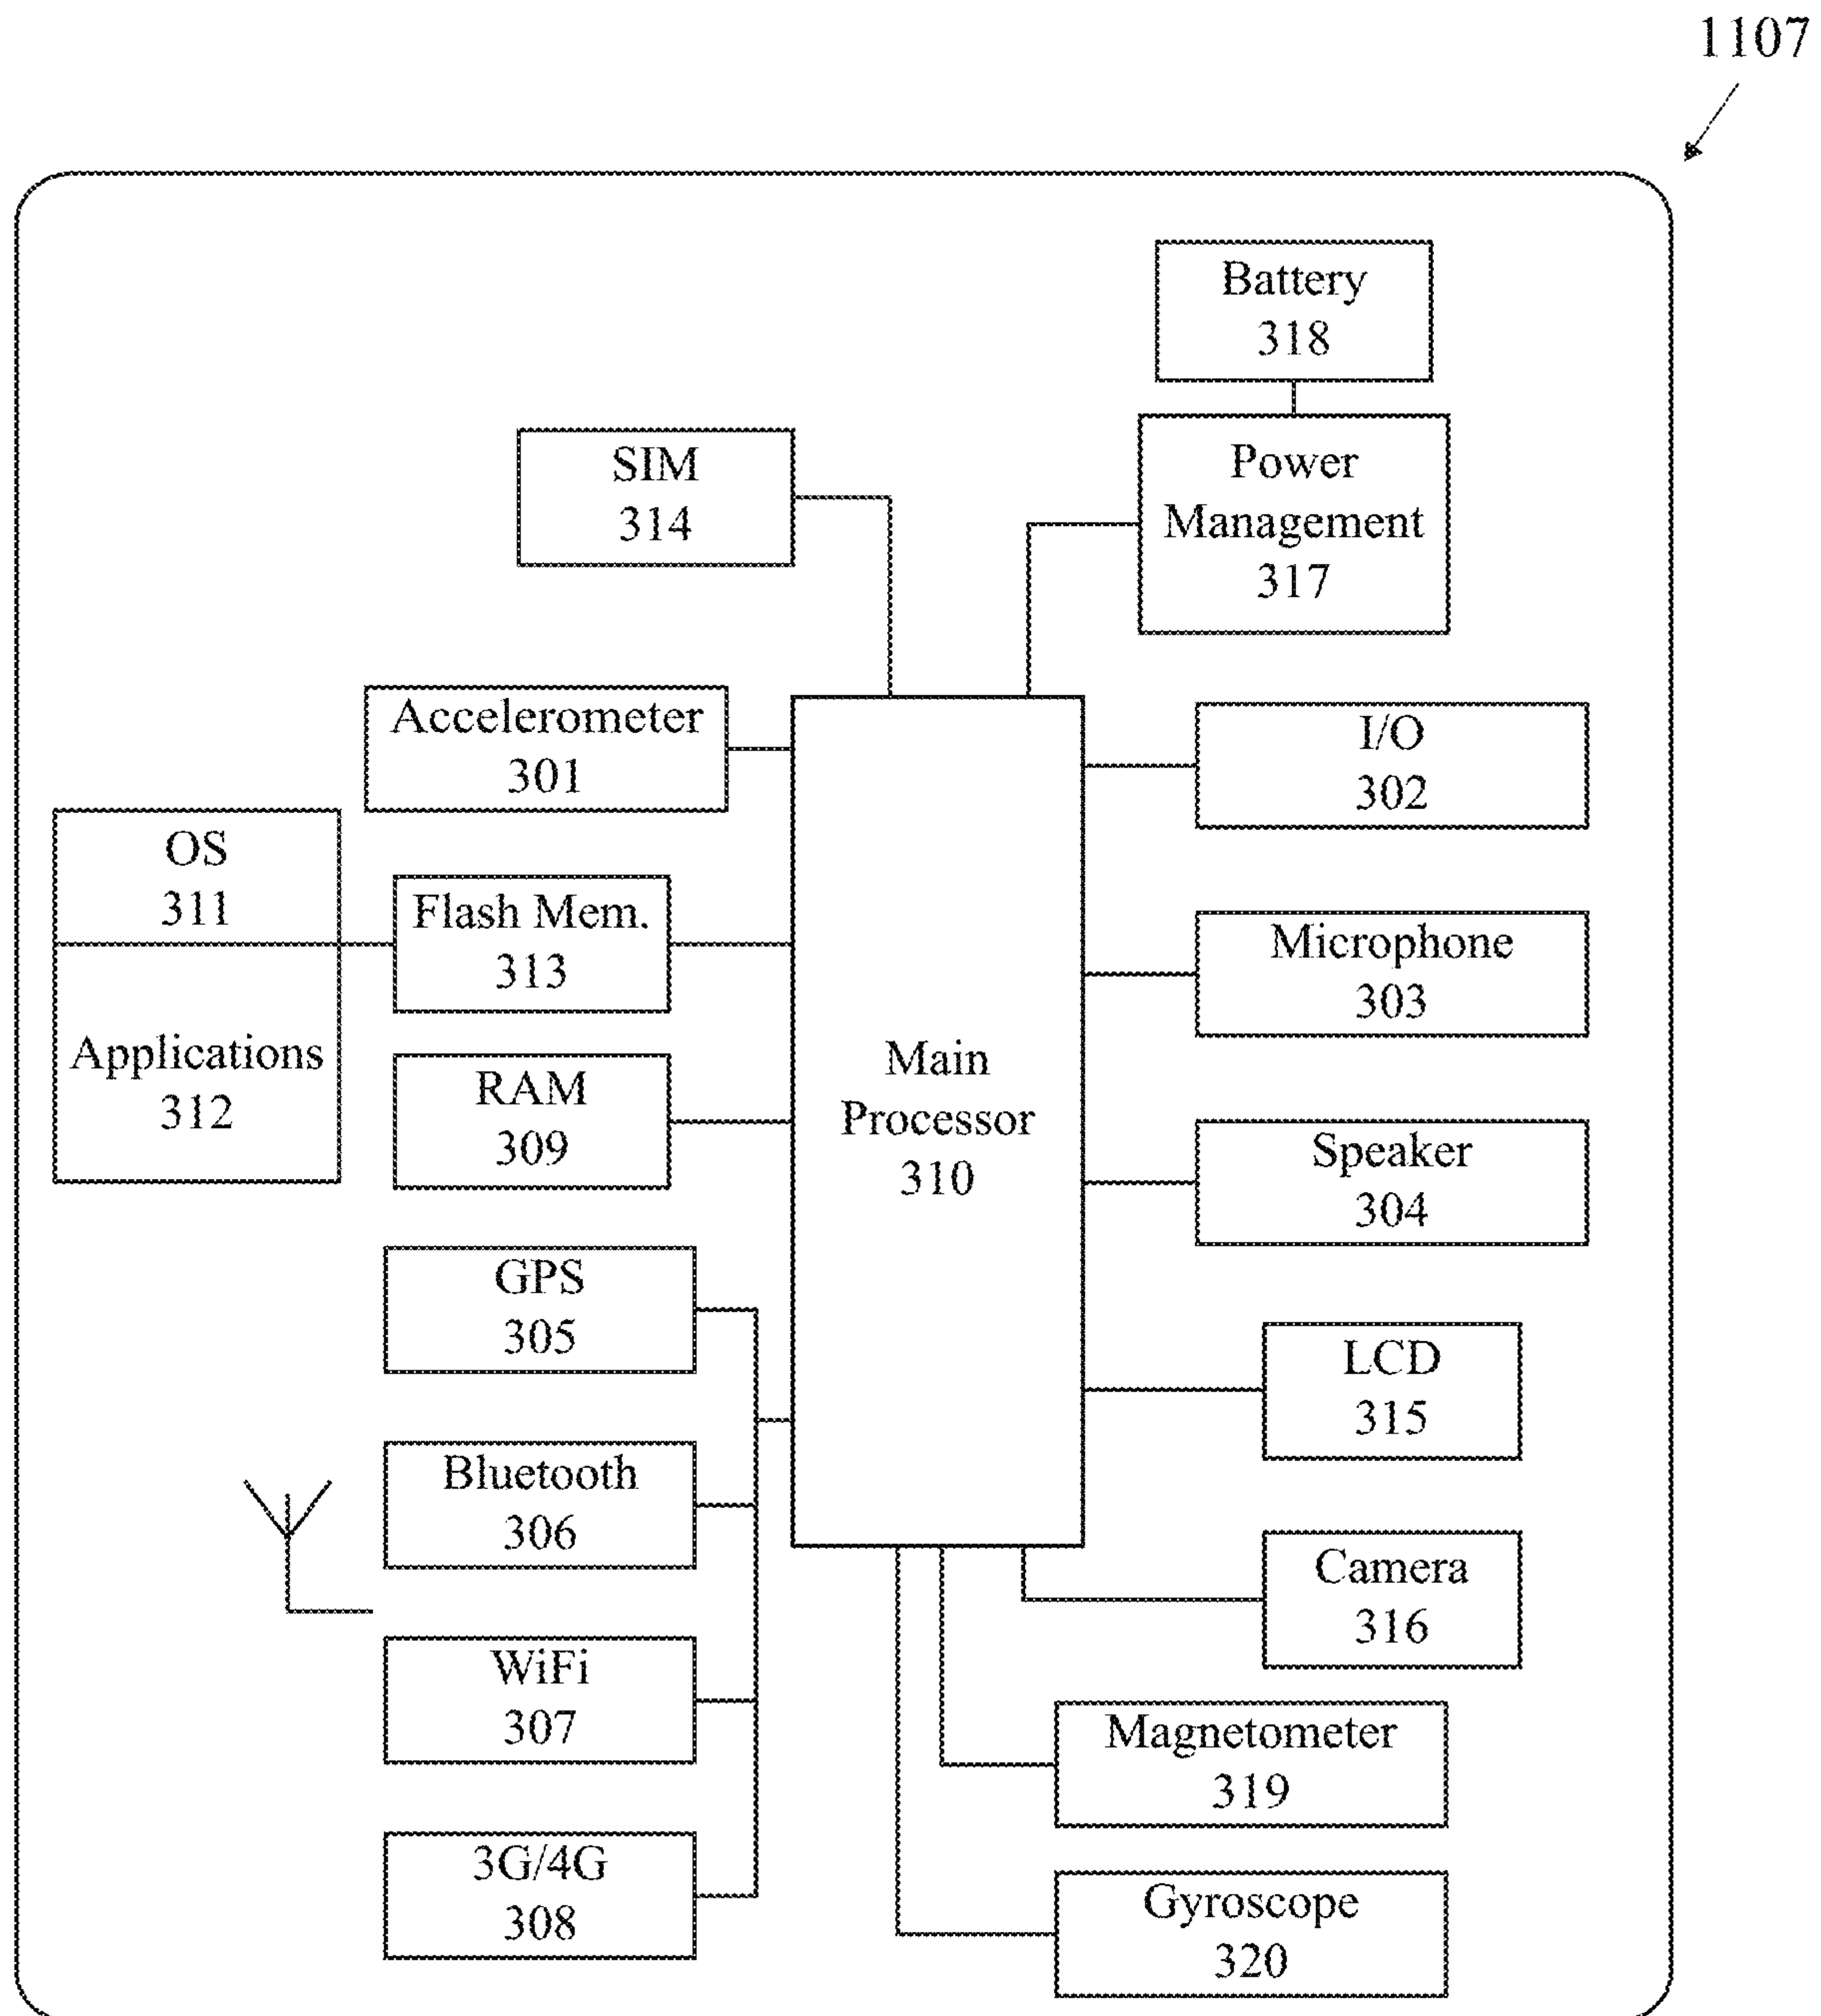 1107
Battery
318
SIM
314
Power
Management
317
Accelerometer
301
I/O
302
OS
311
Flash Mem.
313
Microphone
303
Applications
312
RAM
309
Main
Processor
310
Speaker
304
GPS
305
LCD
315
Bluetooth
306
Camera
316
WiFi
307
Magnetometer
319
3G/4G
308
Gyroscope
320